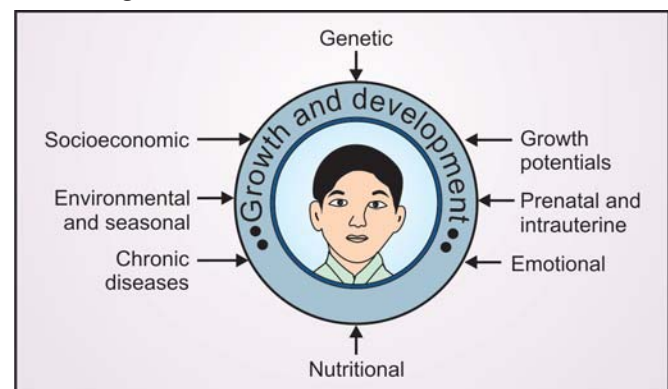 Genetic
Growth and development
Socioeconomic
Growth
potentials
Environmental
and seasonal
Prenatal and
intrauterine
Chronic
diseases
Emotional
Nutritional